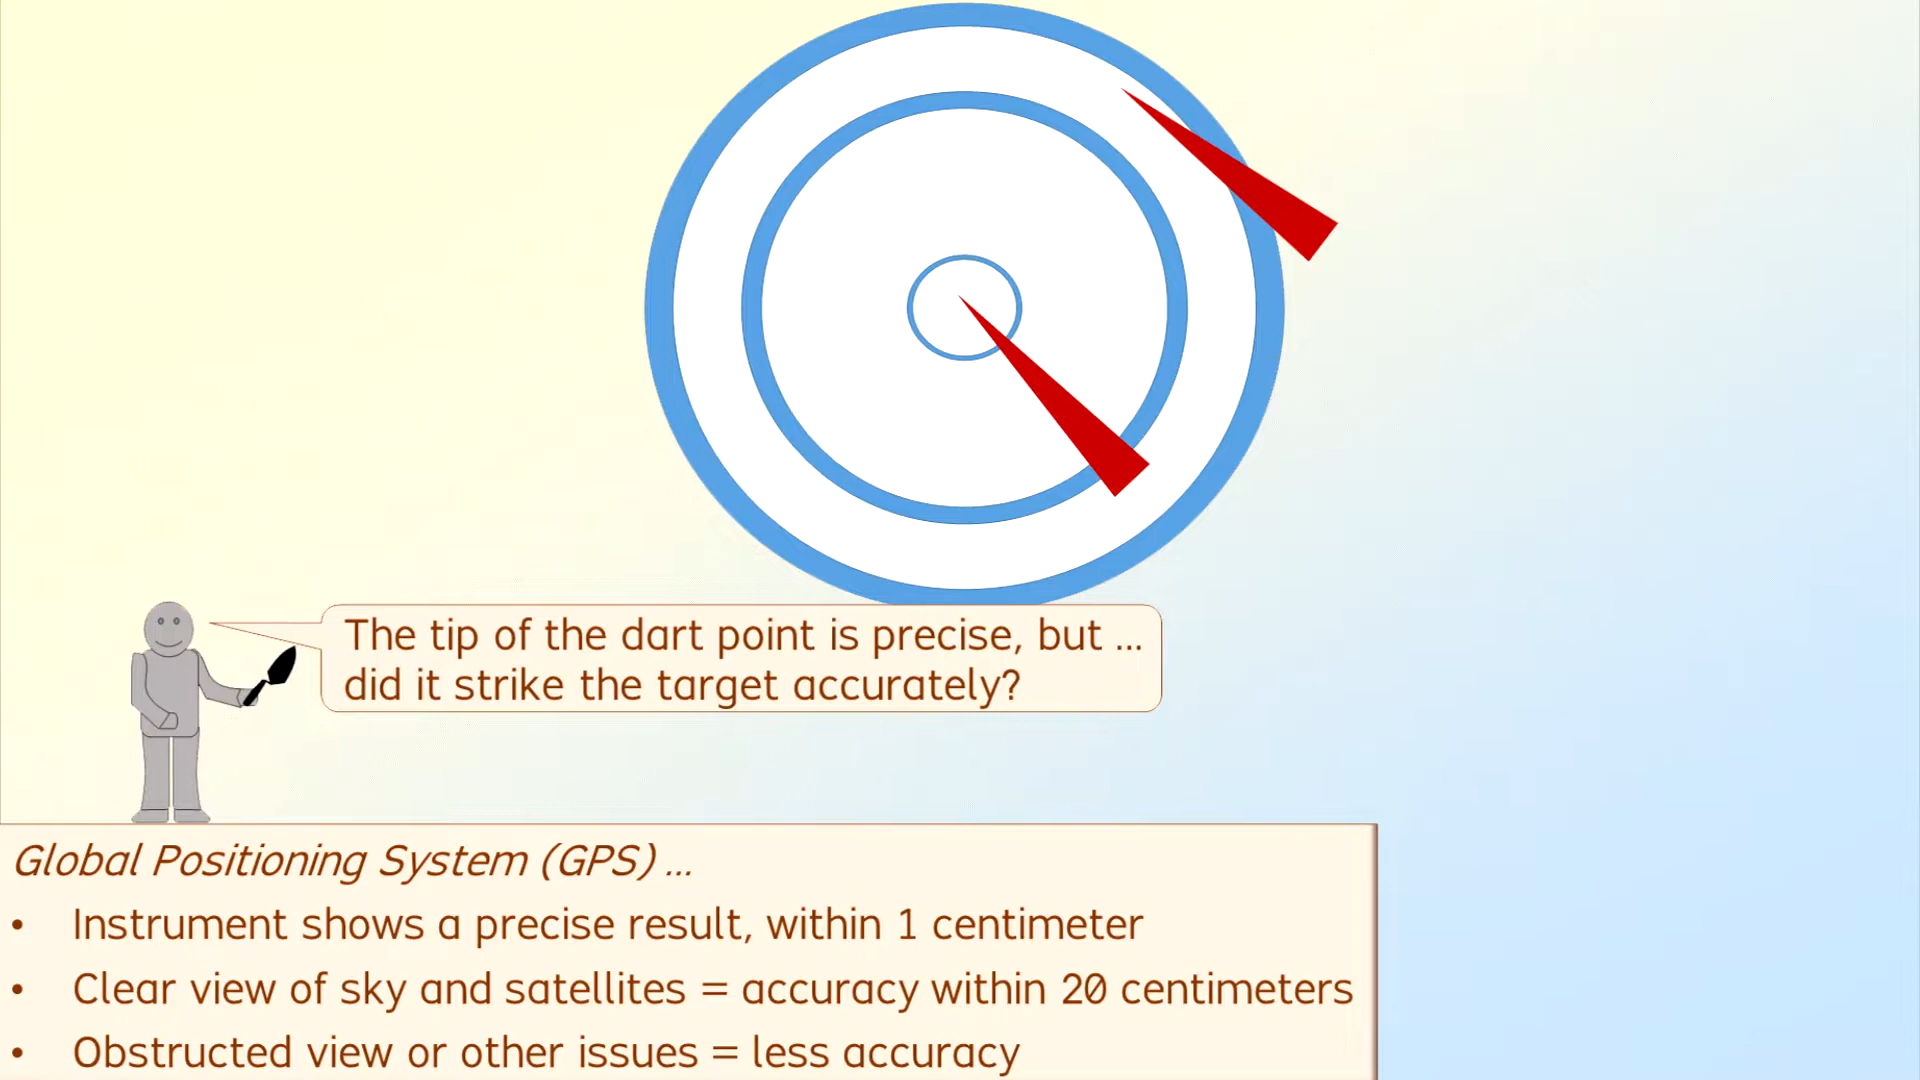 The tip of the dart point is precise, but ...
did it strike the target accurately?
Global Positioning System (GPS) ...
• Instrument shows a precise result, within 1 centimeter
• Clear view of sky and satellites = accuracy within 20 centimeters
• Obstructed view or other issues = less accuracy